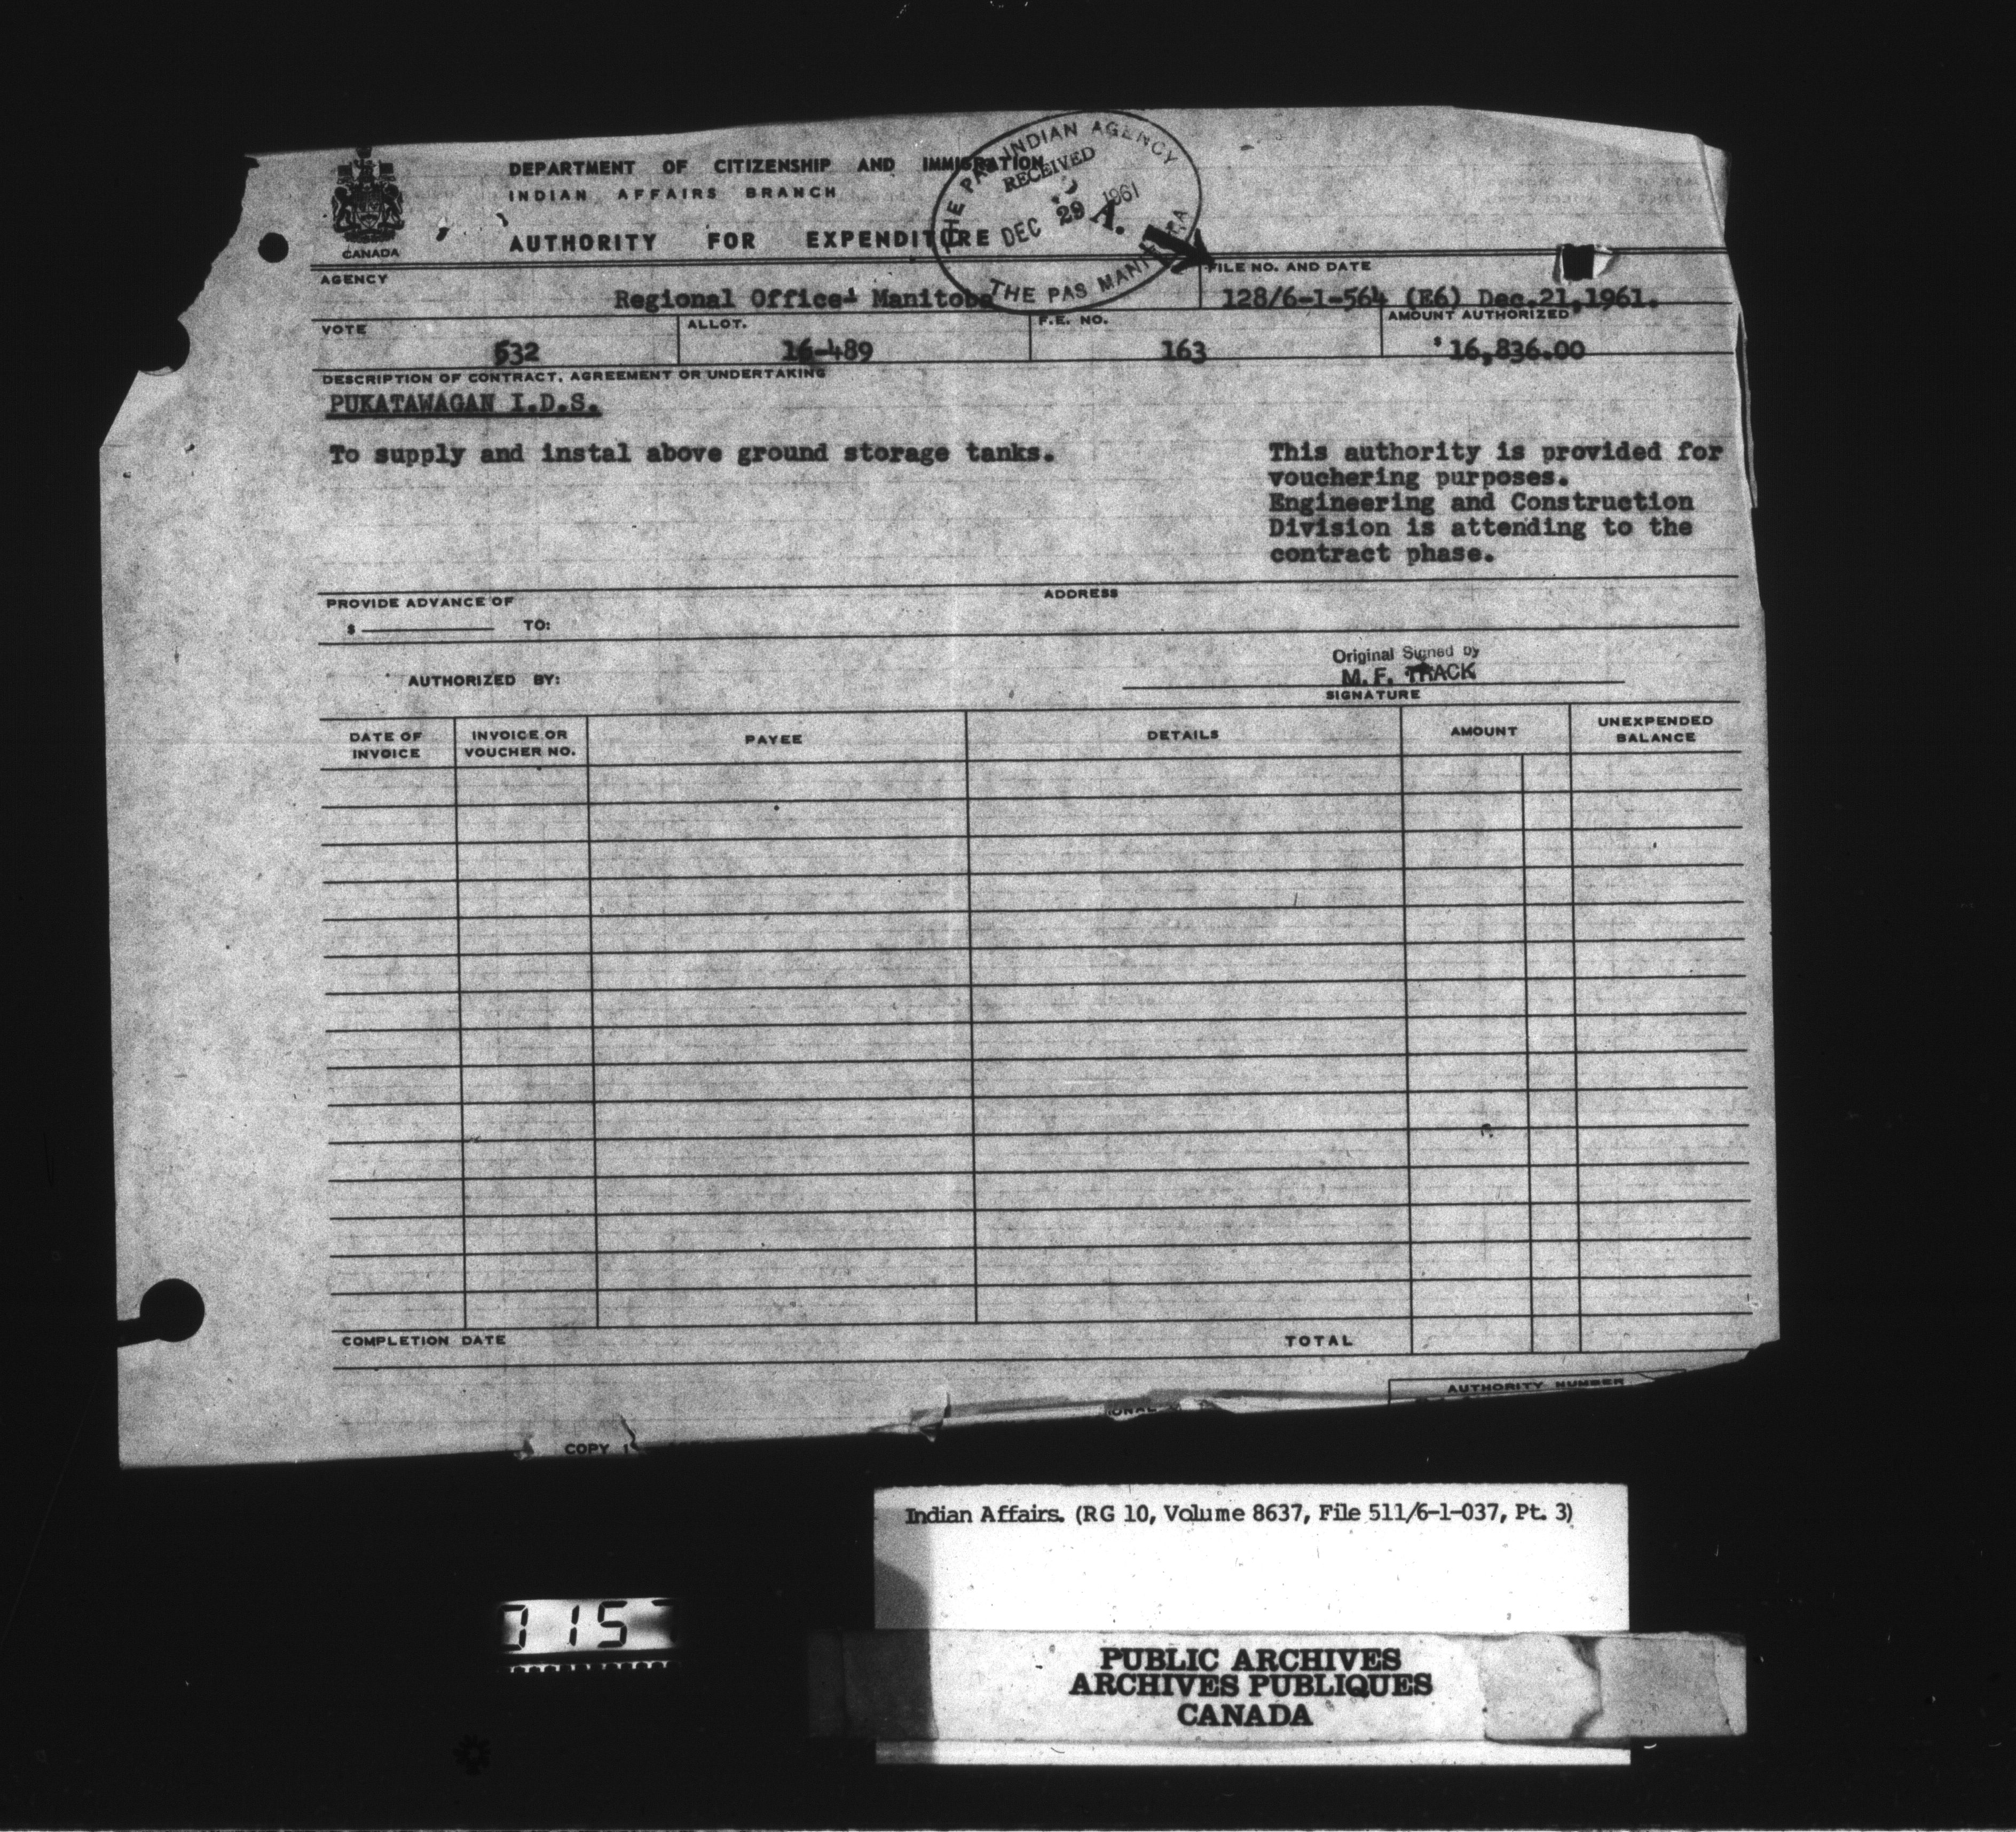 DEPARTMENT OF CITIZENSHIP AND IMMIGRATION
INDIAN AFFAIRS BRANCH
AUTHORITY FOR EXPENDITURE
CANADA
THE PAS INDIAN AGENCY
RECEIVED
DEC 29 1961
A.
THE PAS MANITOBA
AGENCY
Regional Office- Manitoba
FILE NO. AND DATE
128/6-1-564 (E6) Dec.21,1961.
VOTE
532
ALLOT.
16-489
F.E. NO.
163
AMOUNT AUTHORIZED
$ 16,836.00
DESCRIPTION OF CONTRACT, AGREEMENT OR UNDERTAKING
PUKATAWAGAN I.D.S.
To supply and instal above ground storage tanks.
This authority is provided for
vouchering purposes.
Engineering and Construction
Division is attending to the
contract phase.
PROVIDE ADVANCE OF
ADDRESS
$ TO:
AUTHORIZED BY:
Original Signed by
M. F. TRACK
SIGNATURE
DATE OF INVOICE
INVOICE OR VOUCHER NO.
PAYEE
DETAILS
AMOUNT
UNEXPENDED BALANCE
COMPLETION DATE
TOTAL
AUTHORITY NUMBER
COPY 1
Indian Affairs. (RG 10, Volume 8637, File 511/6-1-037, Pt. 3)
0157
PUBLIC ARCHIVES
ARCHIVES PUBLIQUES
CANADA